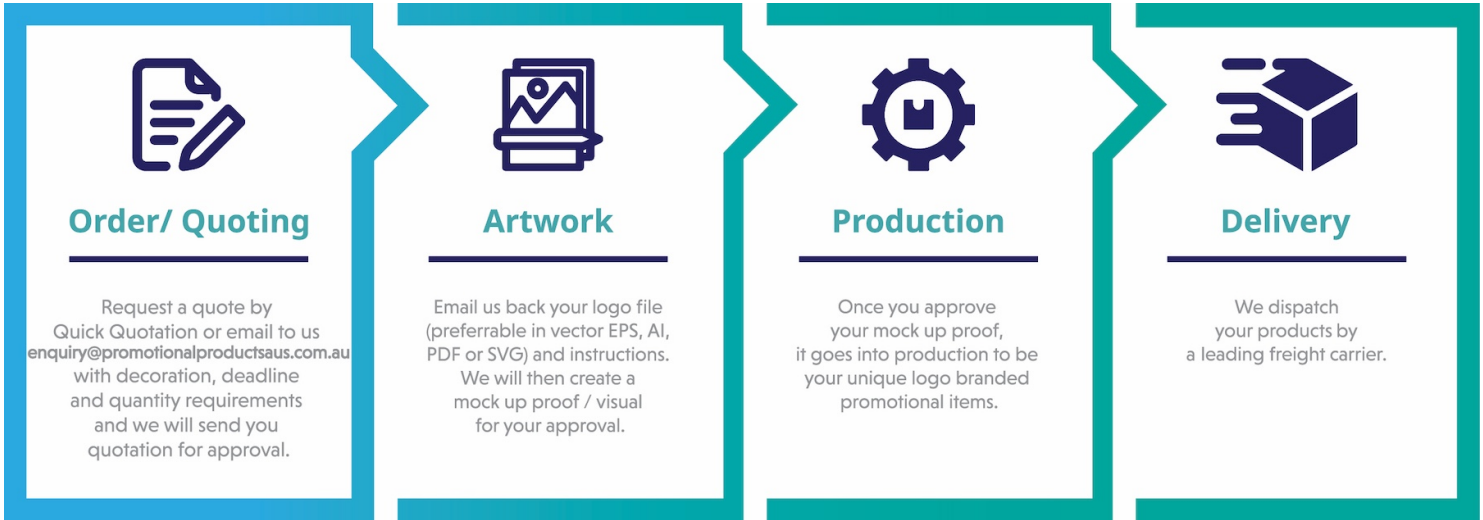 Order/ Quoting
Request a quote by
Quick Quotation or email to us
enquiry@promotionalproductsaus.com.au
with decoration, deadline
and quantity requirements
and we will send you
quotation for approval.
Artwork
Email us back your logo file
(preferrable in vector EPS, AI,
PDF or SVG) and instructions.
We will then create a
mock up proof / visual
for your approval.
Production
Once you approve
your mock up proof,
it goes into production to be
your unique logo branded
promotional items.
Delivery
We dispatch
your products by
a leading freight carrier.